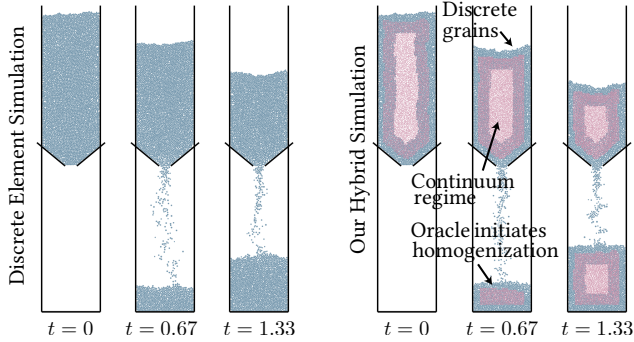 Discrete Element Simulation
t = 0
t = 0.67
t = 1.33
Our Hybrid Simulation
Discrete
grains
Continuum
regime
Oracle initiates
homogenization
t = 0
t = 0.67
t = 1.33